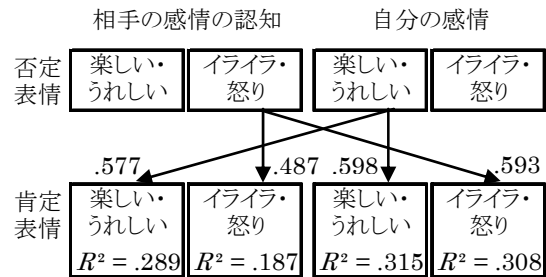 相手の感情の認知 自分の感情
否定 楽しい・ イライラ・ 楽しい・ イライラ・
表情 うれしい 怒り うれしい 怒り
.577 .487 .598 .593
肯定 楽しい・ イライラ・ 楽しい・ イライラ・
表情 うれしい 怒り うれしい 怒り
R² = .289 R² = .187 R² = .315 R² = .308